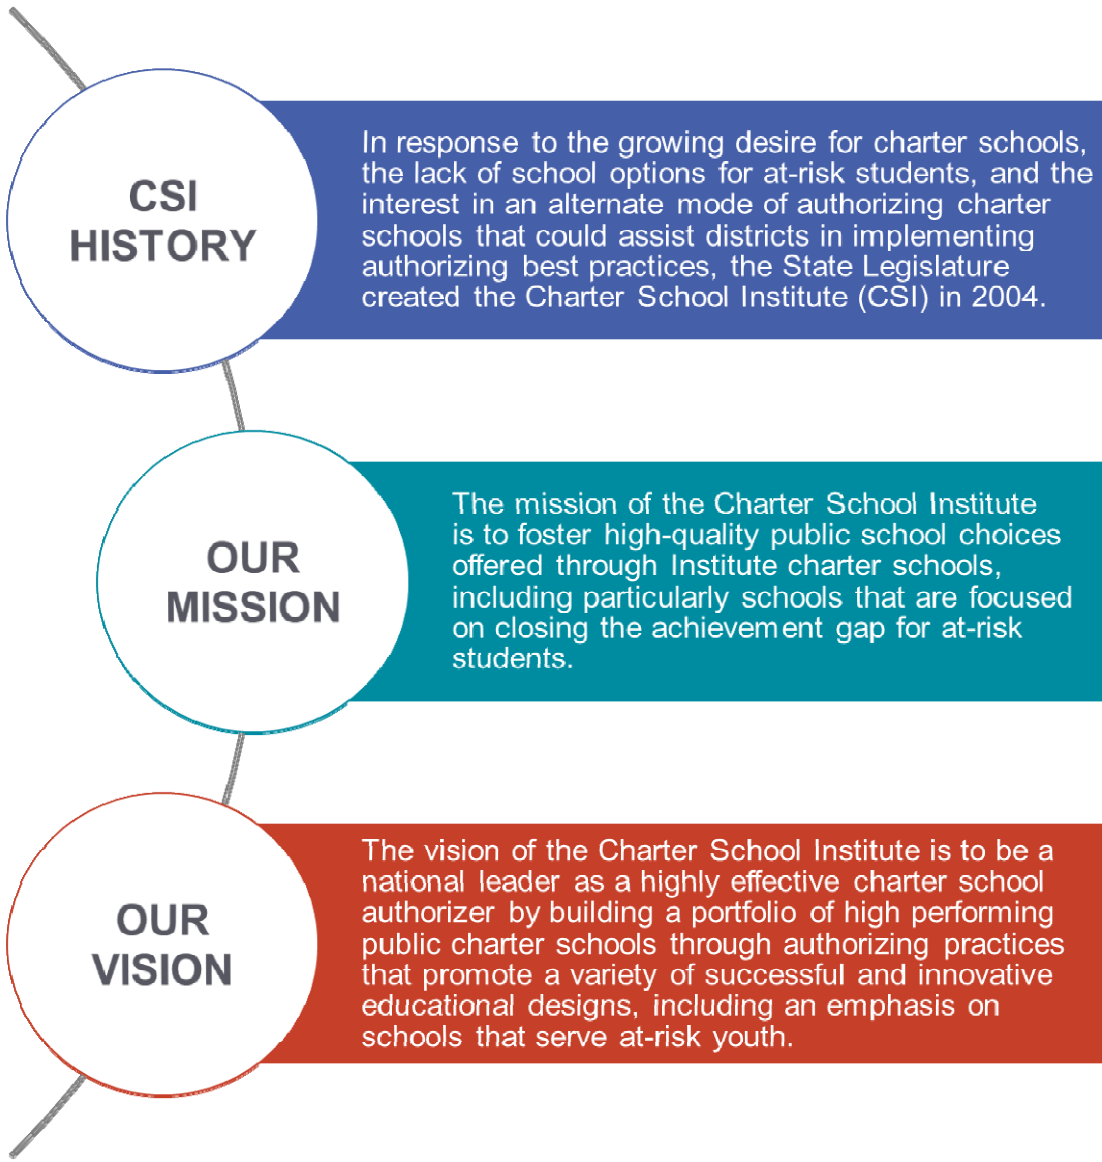 CSI
HISTORY
In response to the growing desire for charter schools,
the lack of school options for at-risk students, and the
interest in an alternate mode of authorizing charter
schools that could assist districts in implementing
authorizing best practices, the State Legislature
created the Charter School Institute (CSI) in 2004.
OUR
MISSION
The mission of the Charter School Institute
is to foster high-quality public school choices
offered through Institute charter schools,
including particularly schools that are focused
on closing the achievement gap for at-risk
students.
OUR
VISION
The vision of the Charter School Institute is to be a
national leader as a highly effective charter school
authorizer by building a portfolio of high performing
public charter schools through authorizing practices
that promote a variety of successful and innovative
educational designs, including an emphasis on
schools that serve at-risk youth.